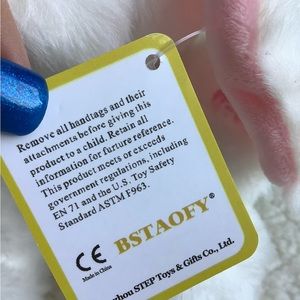 Remove all handtags and their
attachments before giving this
product to a child. Retain all
information for furture reference.
This product meets or exceeds
government regulations, including
EN 71 and the U.S. Toy Safety
Standard ASTM F963.
CE
Made in China
BSTAOFY®
STEP Toys & Gifts Co., Ltd.